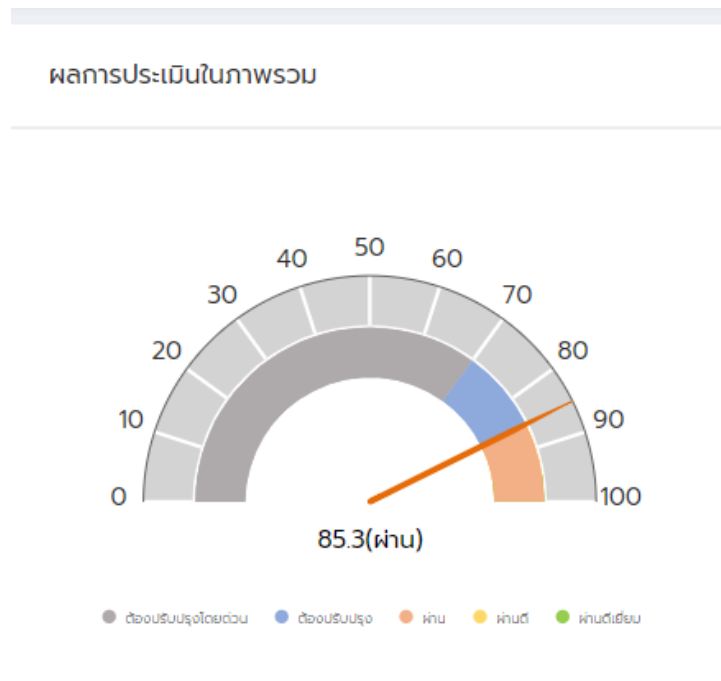 ผลการประเมินในภาพรวม
50
40 60
30 70
20 80
10 90
0 100
85.3(ผ่าน)
ต้องปรับปรุงโดยด่วน ต้องปรับปรุง ผ่าน ผ่านดี ผ่านดีเยี่ยม